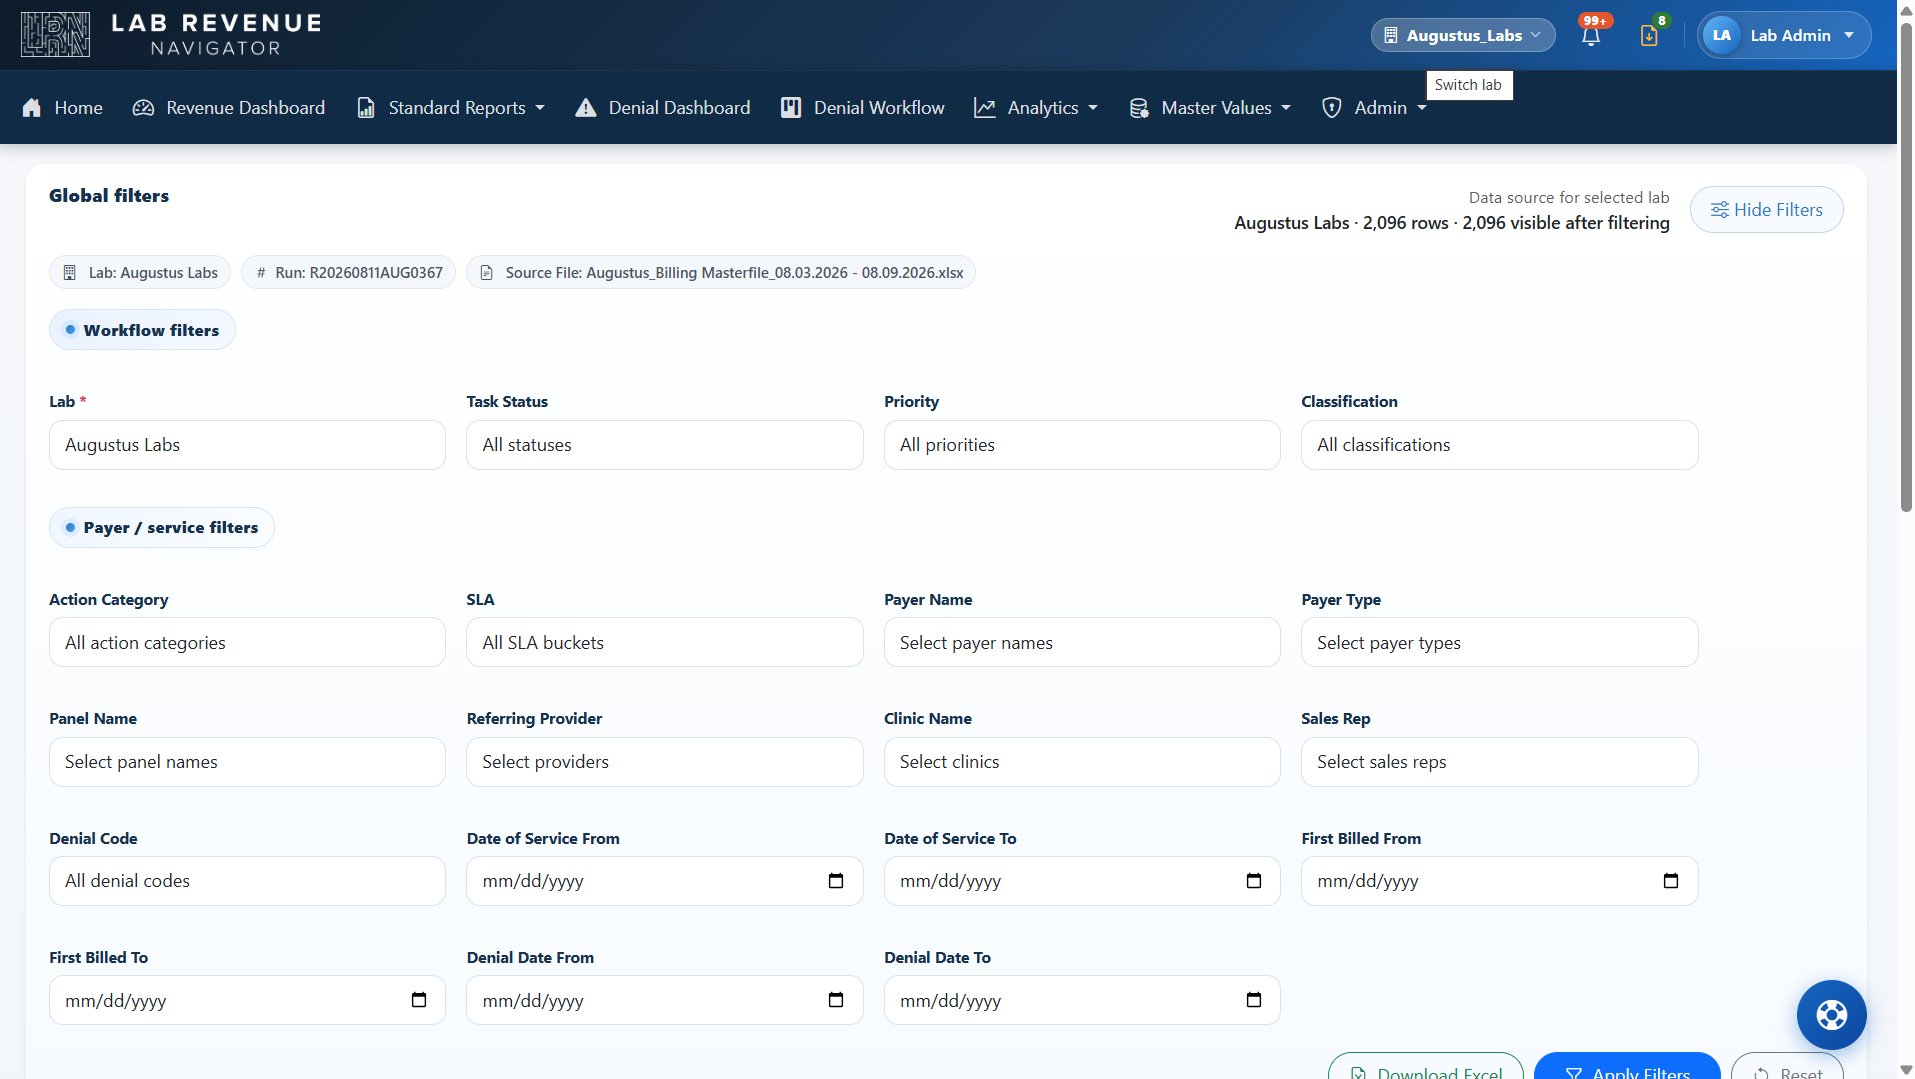 LRN
LAB REVENUE
NAVIGATOR
Augustus_Labs
99+
8
LA
Lab Admin
Switch lab
Home
Revenue Dashboard
Standard Reports
Denial Dashboard
Denial Workflow
Analytics
Master Values
Admin
Global filters
Data source for selected lab
Augustus Labs · 2,096 rows · 2,096 visible after filtering
Hide Filters
Lab: Augustus Labs
# Run: R20260811AUG0367
Source File: Augustus_Billing Masterfile_08.03.2026 - 08.09.2026.xlsx
Workflow filters
Lab *
Task Status
Priority
Classification
Augustus Labs
All statuses
All priorities
All classifications
Payer / service filters
Action Category
SLA
Payer Name
Payer Type
All action categories
All SLA buckets
Select payer names
Select payer types
Panel Name
Referring Provider
Clinic Name
Sales Rep
Select panel names
Select providers
Select clinics
Select sales reps
Denial Code
Date of Service From
Date of Service To
First Billed From
All denial codes
mm/dd/yyyy
mm/dd/yyyy
mm/dd/yyyy
First Billed To
Denial Date From
Denial Date To
mm/dd/yyyy
mm/dd/yyyy
mm/dd/yyyy
Download Excel
Apply Filters
Reset